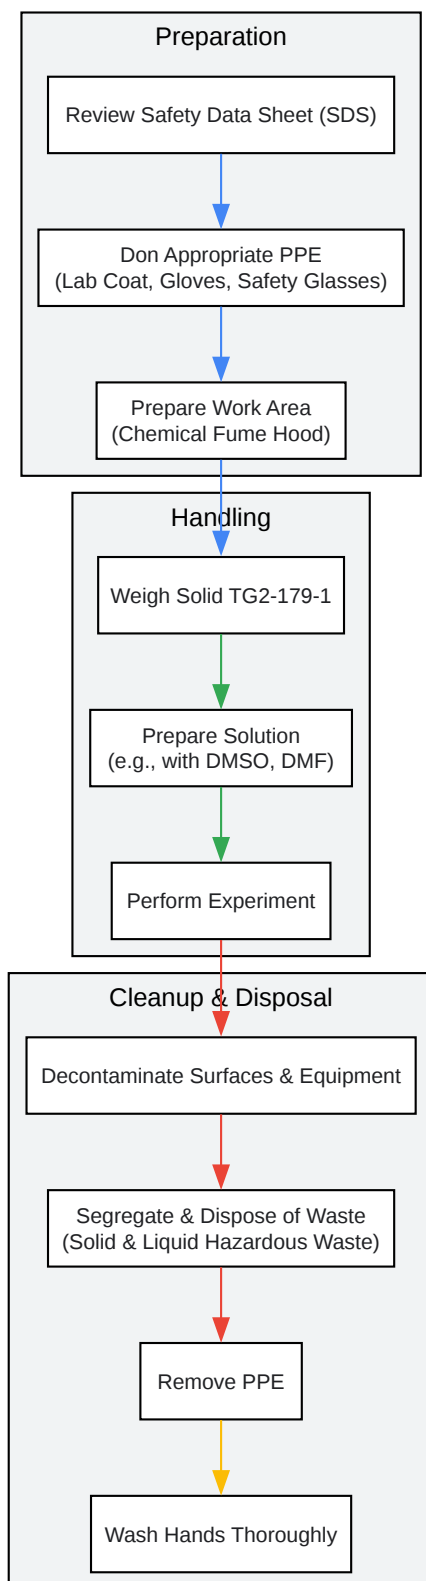 Preparation
Review Safety Data Sheet (SDS)
Don Appropriate PPE
(Lab Coat, Gloves, Safety Glasses)
Prepare Work Area
(Chemical Fume Hood)
Handling
Weigh Solid TG2-179-1
Prepare Solution
(e.g., with DMSO, DMF)
Perform Experiment
Cleanup & Disposal
Decontaminate Surfaces & Equipment
Segregate & Dispose of Waste
(Solid & Liquid Hazardous Waste)
Remove PPE
Wash Hands Thoroughly